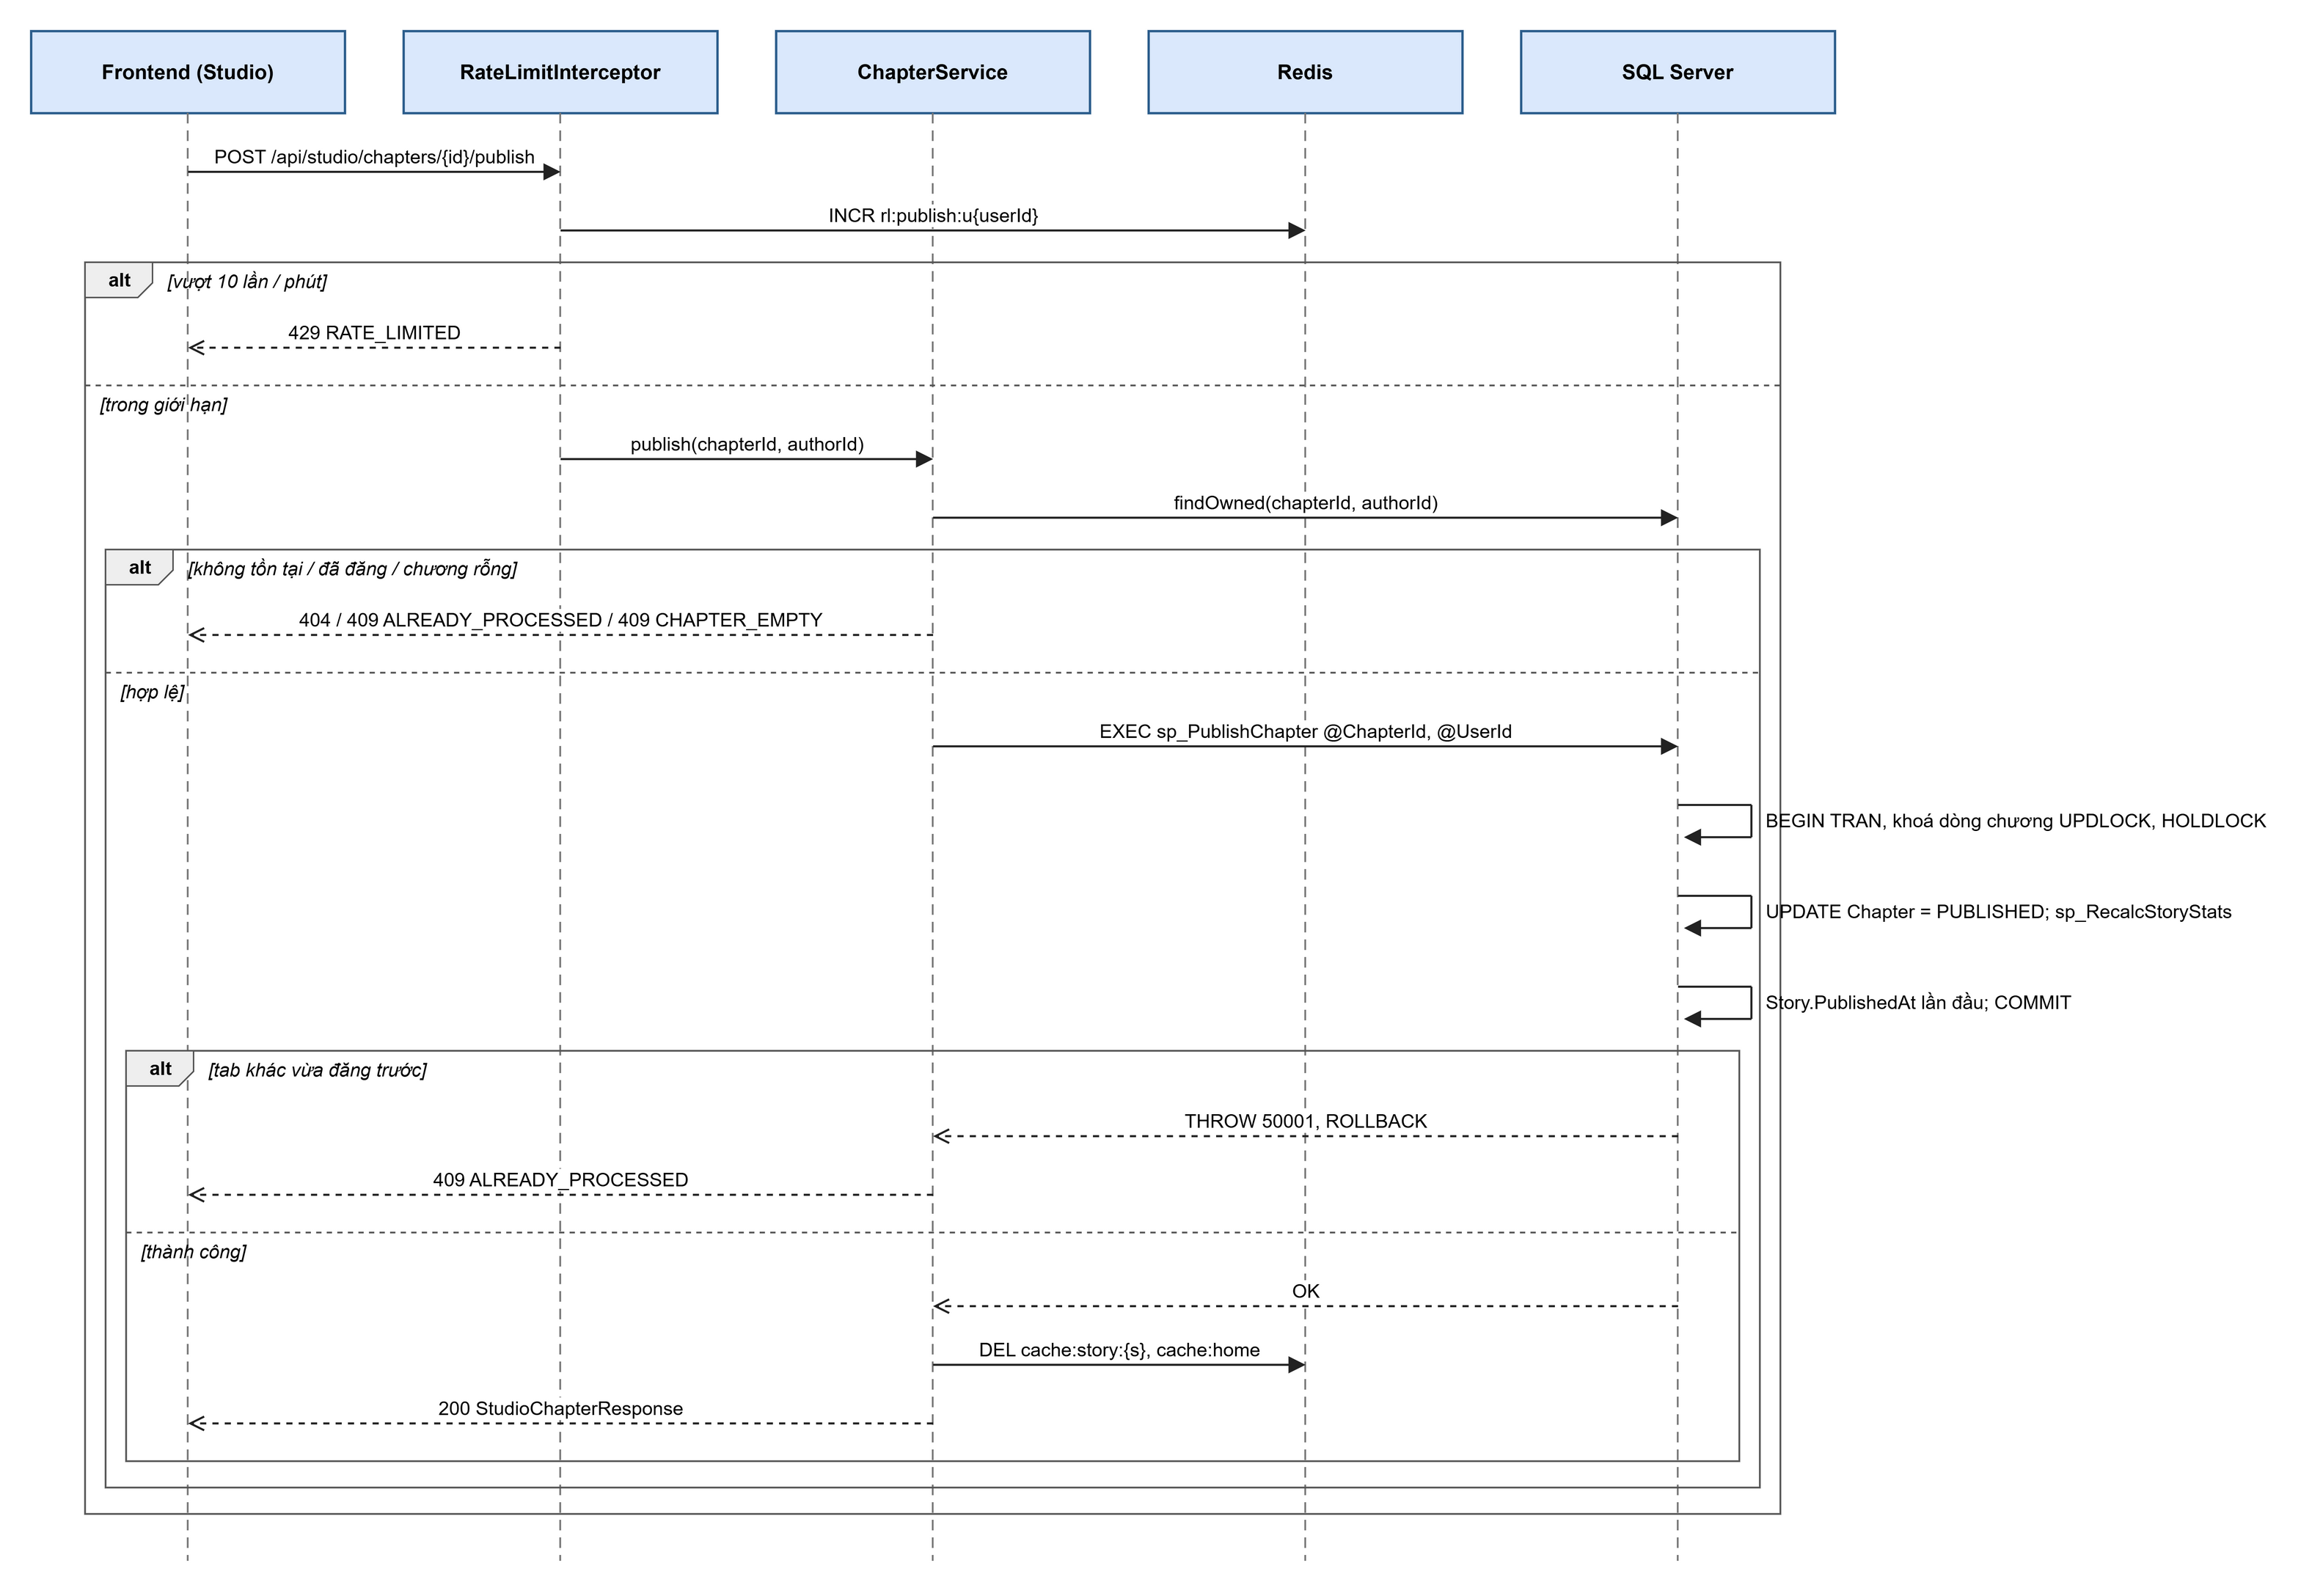 Frontend (Studio)
RateLimitInterceptor
ChapterService
Redis
SQL Server
POST /api/studio/chapters/{id}/publish
INCR rl:publish:u{userId}
alt
[vượt 10 lần / phút]
429 RATE_LIMITED
[trong giới hạn]
publish(chapterId, authorId)
findOwned(chapterId, authorId)
alt
[không tồn tại / đã đăng / chương rỗng]
404 / 409 ALREADY_PROCESSED / 409 CHAPTER_EMPTY
[hợp lệ]
EXEC sp_PublishChapter @ChapterId, @UserId
BEGIN TRAN, khoá dòng chương UPDLOCK, HOLDLOCK
UPDATE Chapter = PUBLISHED; sp_RecalcStoryStats
Story.PublishedAt lần đầu; COMMIT
alt
[tab khác vừa đăng trước]
THROW 50001, ROLLBACK
409 ALREADY_PROCESSED
[thành công]
OK
DEL cache:story:{s}, cache:home
200 StudioChapterResponse